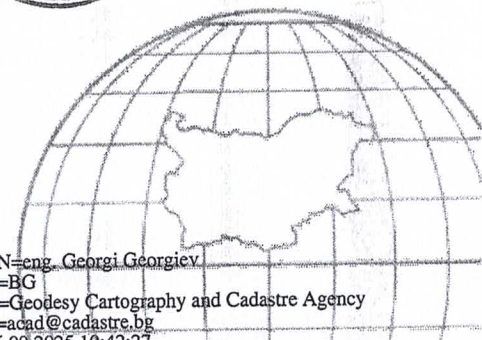 N=eng. Georgi Georgiev
=BG
=Geodesy Cartography and Cadastre Agency
=acad@cadastre.bg